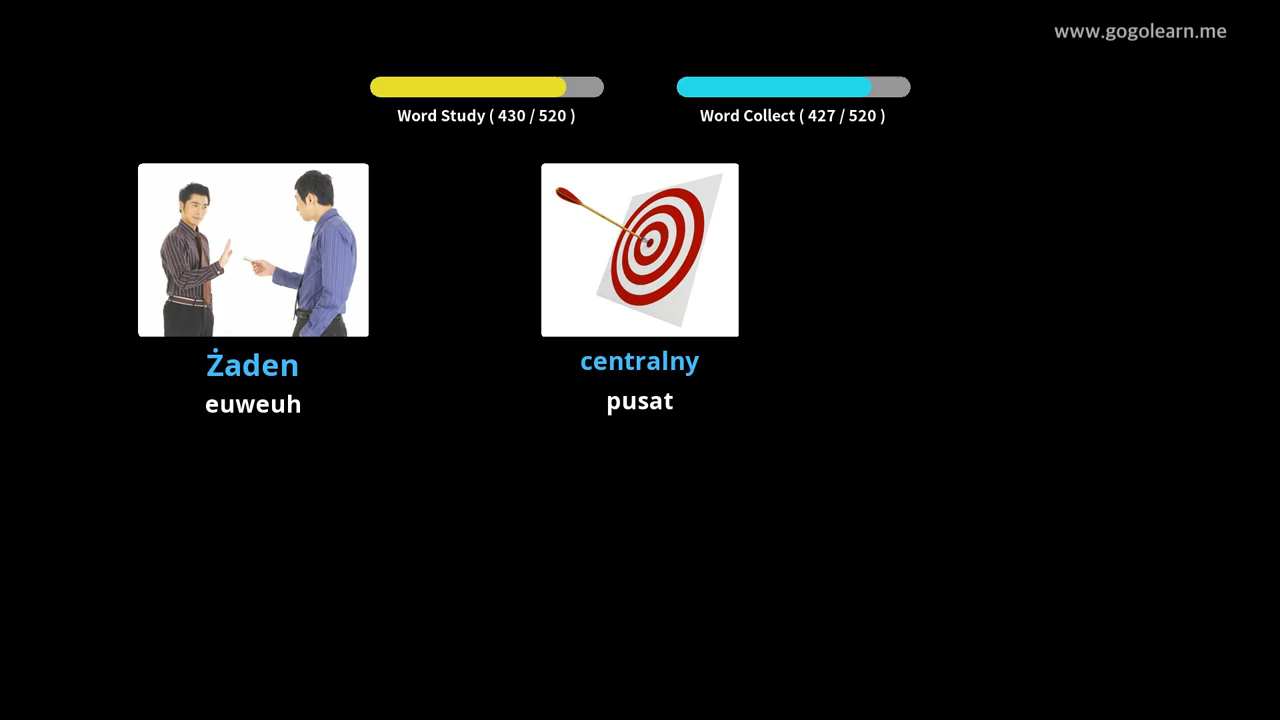 www.gogolearn.me
Word Study ( 430 / 520 )
Word Collect ( 427 / 520 )
Żaden
euweuh
centralny
pusat